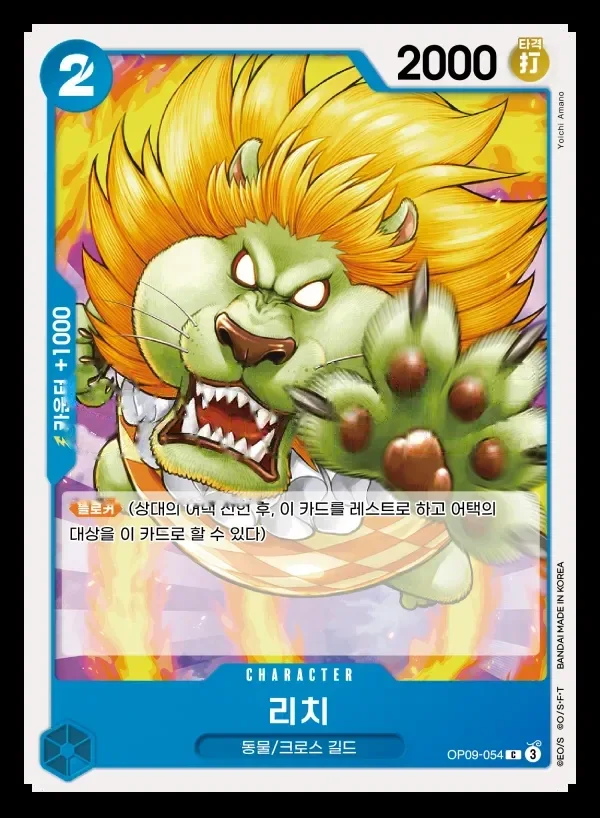 2
2000
타격
打
Yoichi Amano
카운터 +1000
블로커 (상대의 어택 선언 후, 이 카드를 레스트로 하고 어택의
대상을 이 카드로 할 수 있다)
BANDAI MADE IN KOREA
©EO/S ©O/S·F·T
CHARACTER
리치
동물/크로스 길드
OP09-054 C 3